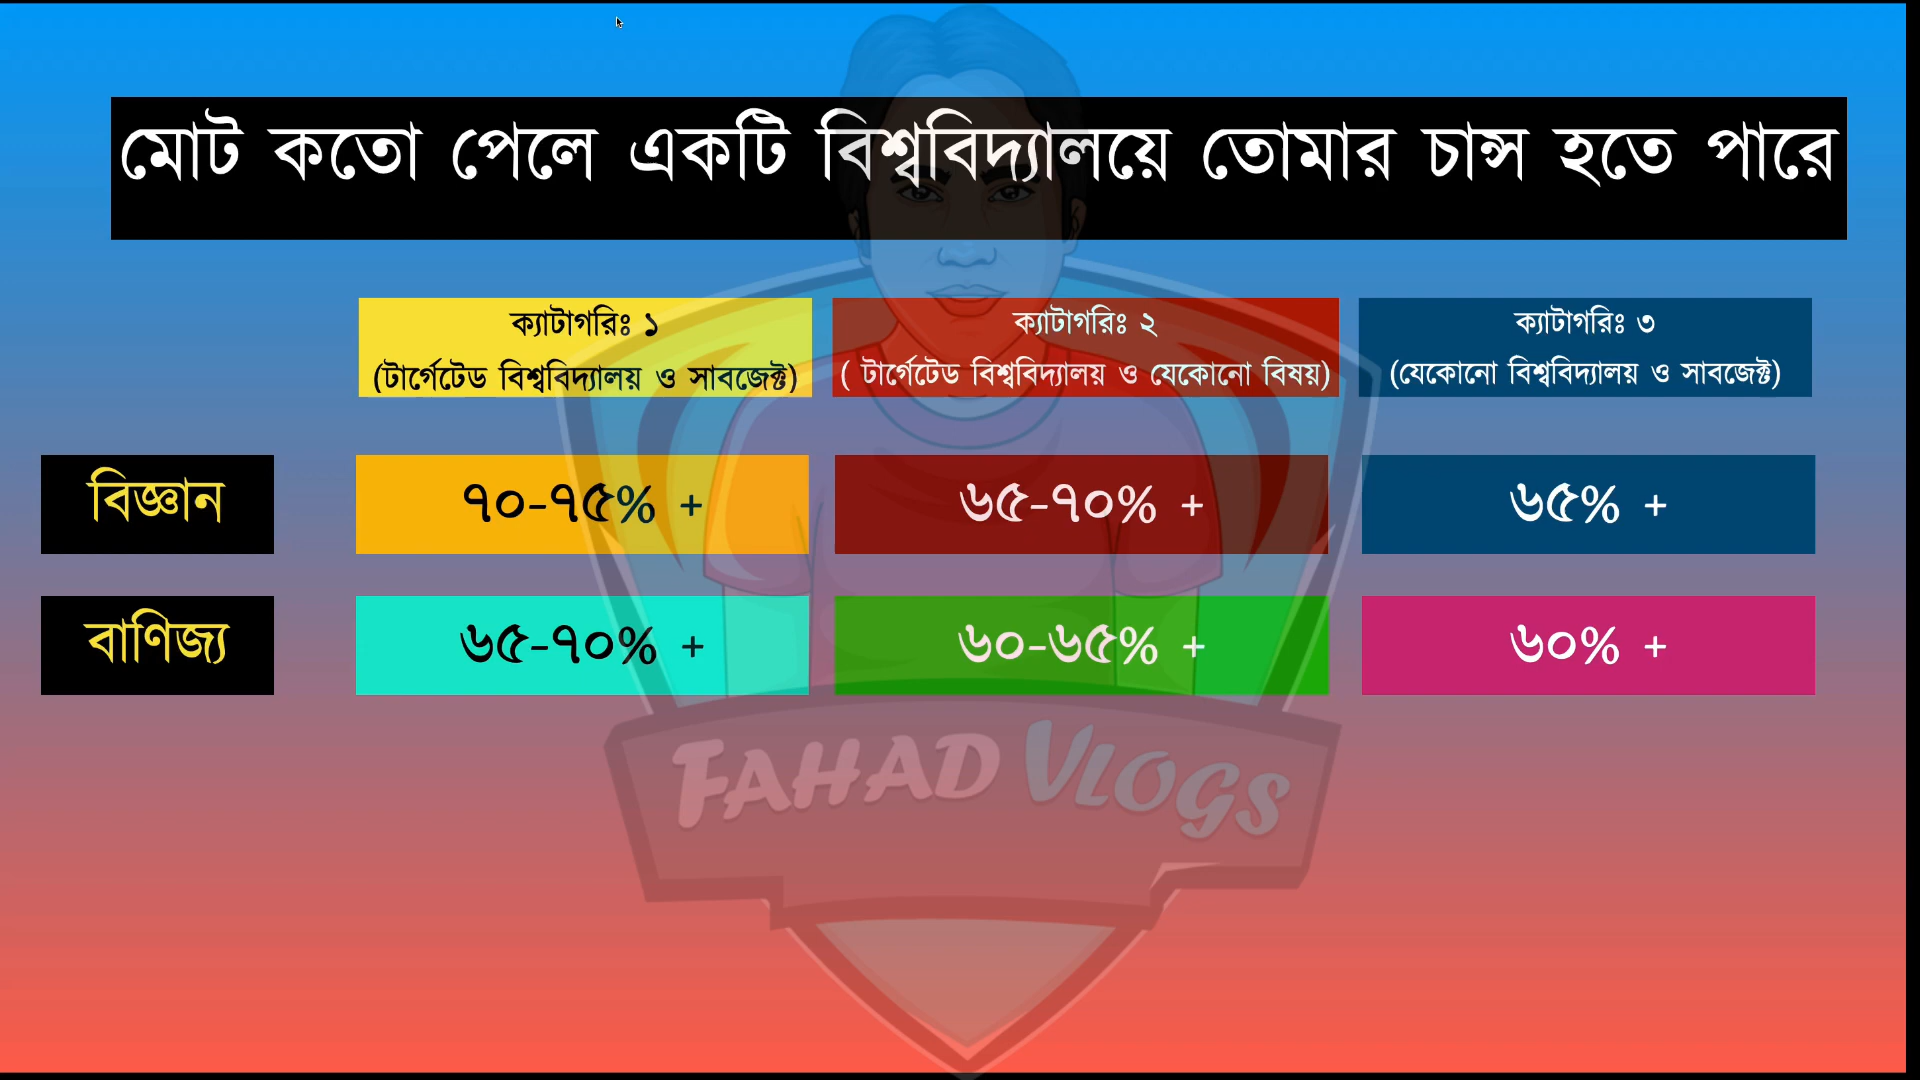 মোট কতো পেলে একটি বিশ্ববিদ্যালয়ে তোমার চান্স হতে পারে
ক্যাটাগরিঃ ১
(টার্গেটেড বিশ্ববিদ্যালয় ও সাবজেক্ট)
ক্যাটাগরিঃ ২
( টার্গেটেড বিশ্ববিদ্যালয় ও যেকোনো বিষয়)
ক্যাটাগরিঃ ৩
(যেকোনো বিশ্ববিদ্যালয় ও সাবজেক্ট)
বিজ্ঞান
৭০-৭৫% +
৬৫-৭০% +
৬৫% +
বাণিজ্য
৬৫-৭০% +
৬০-৬৫% +
৬০% +
FAHAD VLOGS